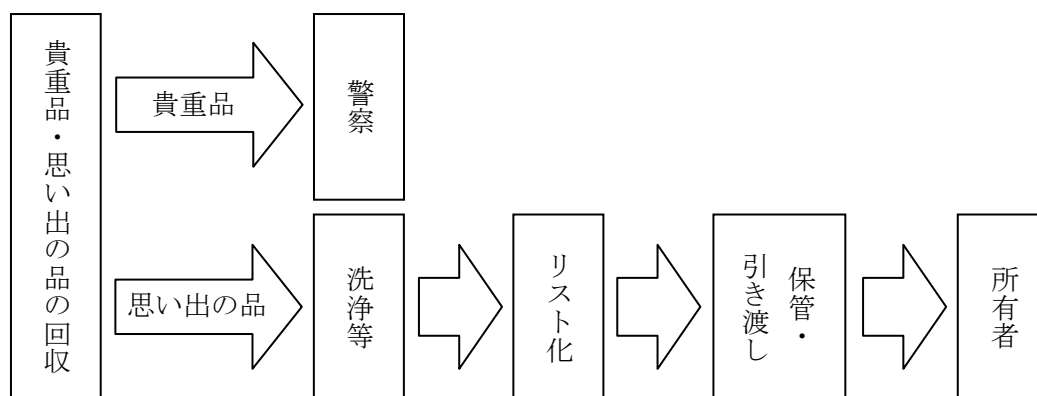 貴重品・思い出の品の回収
貴重品
警察
思い出の品
洗浄等
リスト化
保管・
引き渡し
所有者